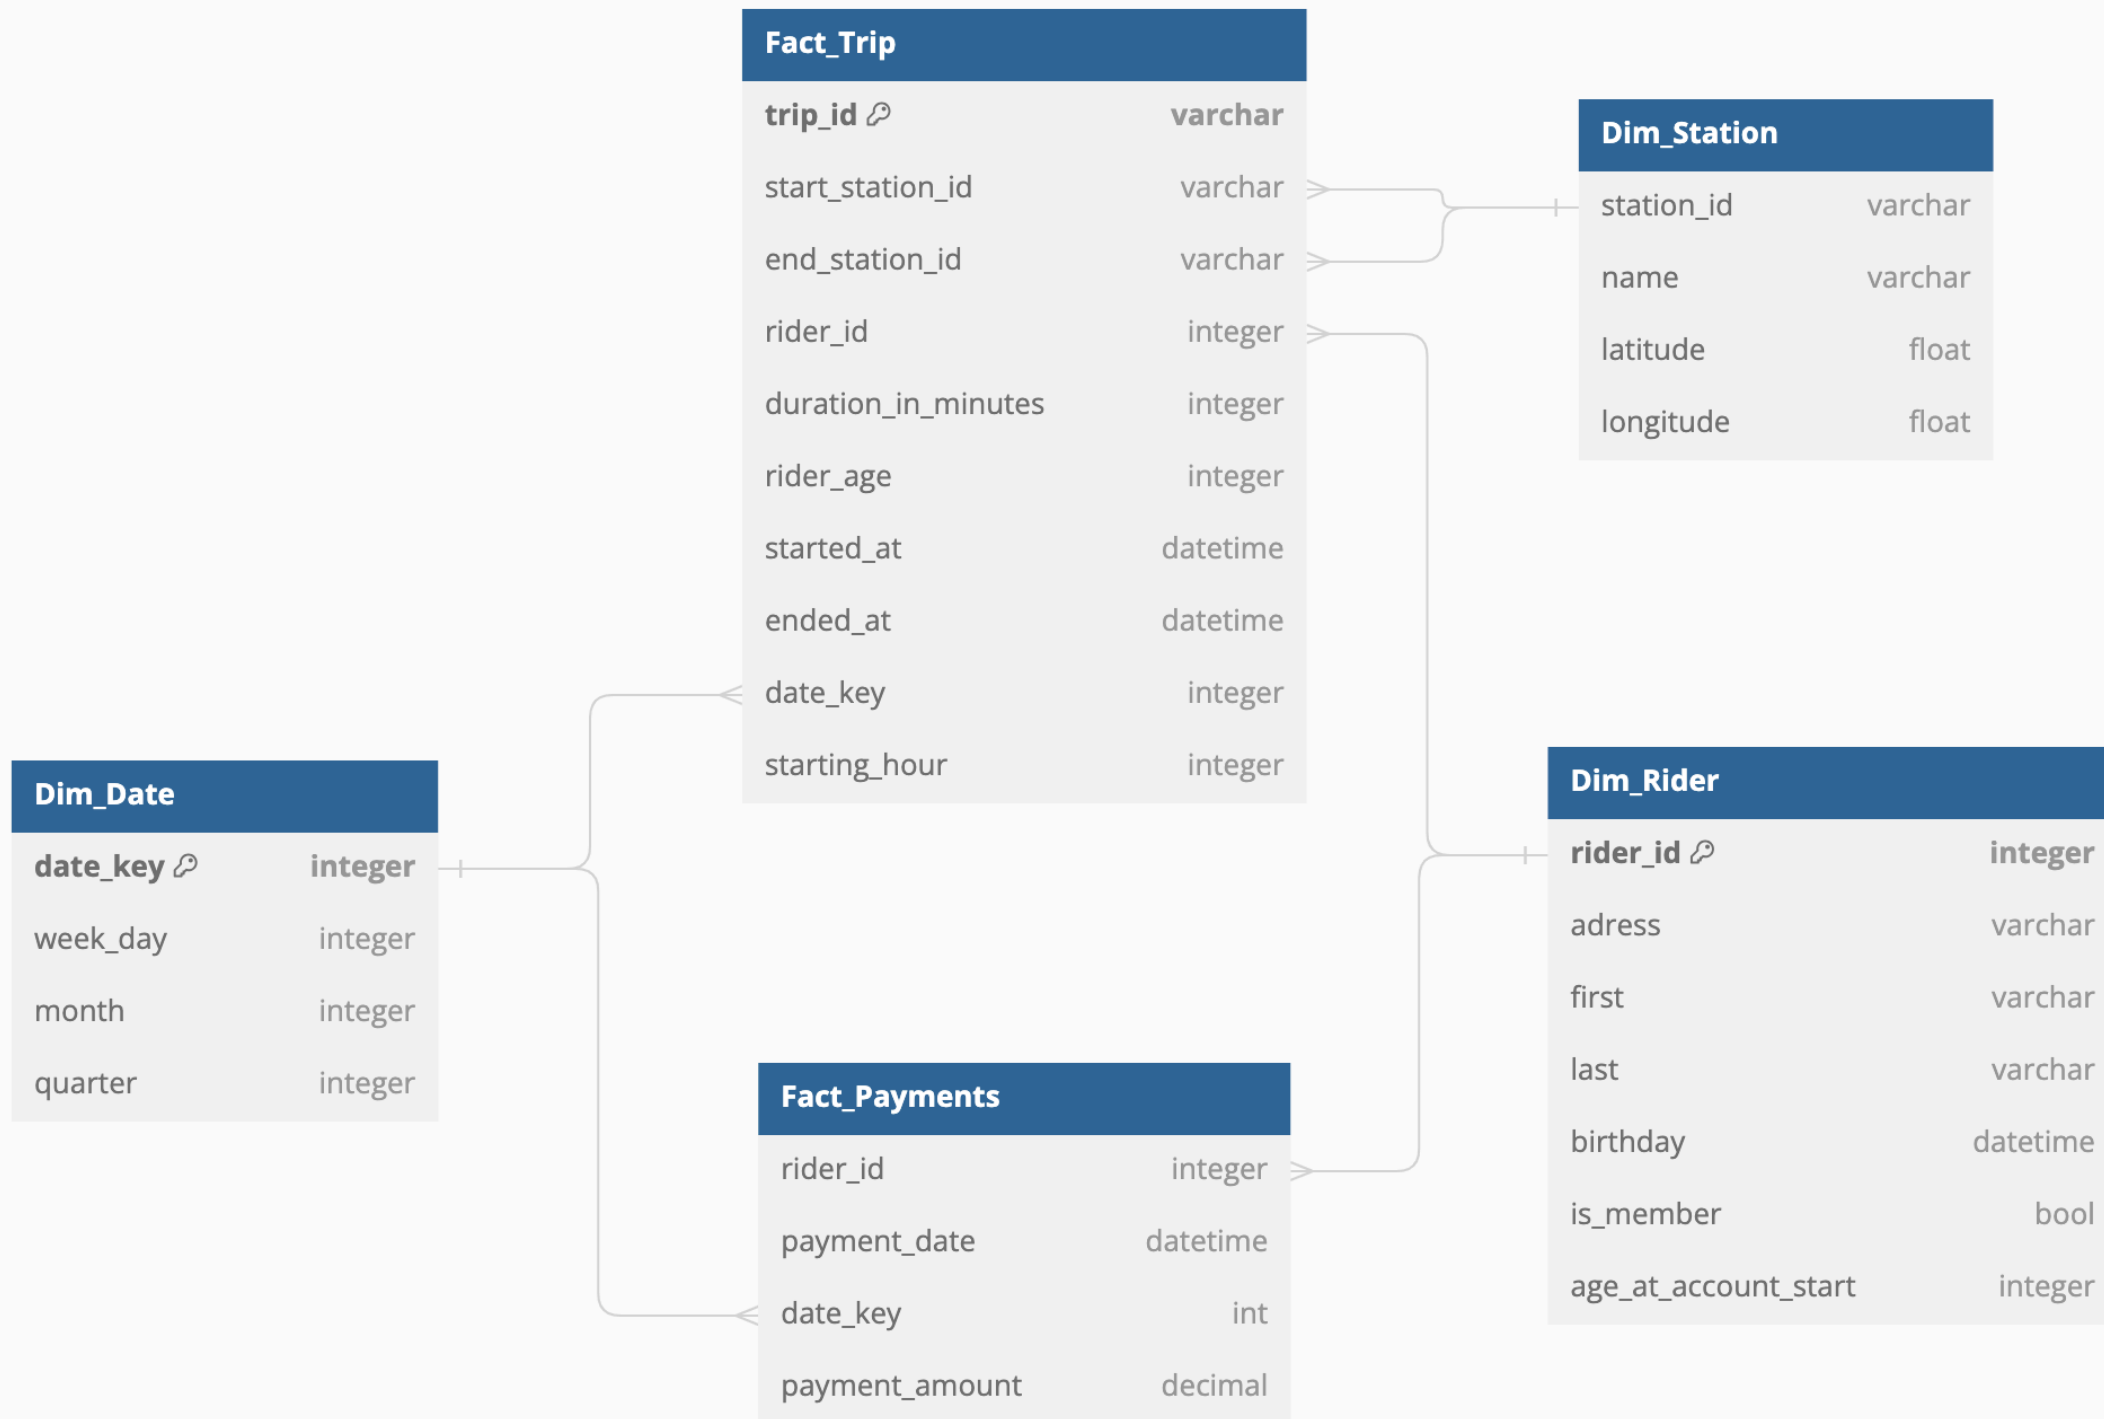 Fact_Trip
trip_id varchar
start_station_id varchar
end_station_id varchar
rider_id integer
duration_in_minutes integer
rider_age integer
started_at datetime
ended_at datetime
date_key integer
starting_hour integer
Dim_Station
station_id varchar
name varchar
latitude float
longitude float
Dim_Date
date_key integer
week_day integer
month integer
quarter integer
Dim_Rider
rider_id integer
adress varchar
first varchar
last varchar
birthday datetime
is_member bool
age_at_account_start integer
Fact_Payments
rider_id integer
payment_date datetime
date_key int
payment_amount decimal